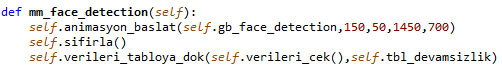 def mm_face_detection(self):
    self.animasyon_baslat(self.gb_face_detection,150,50,1450,700)
    self.sifirla()
    self.verileri_tabloya_dok(self.verileri_cek(),self.tbl_devamsizlik)